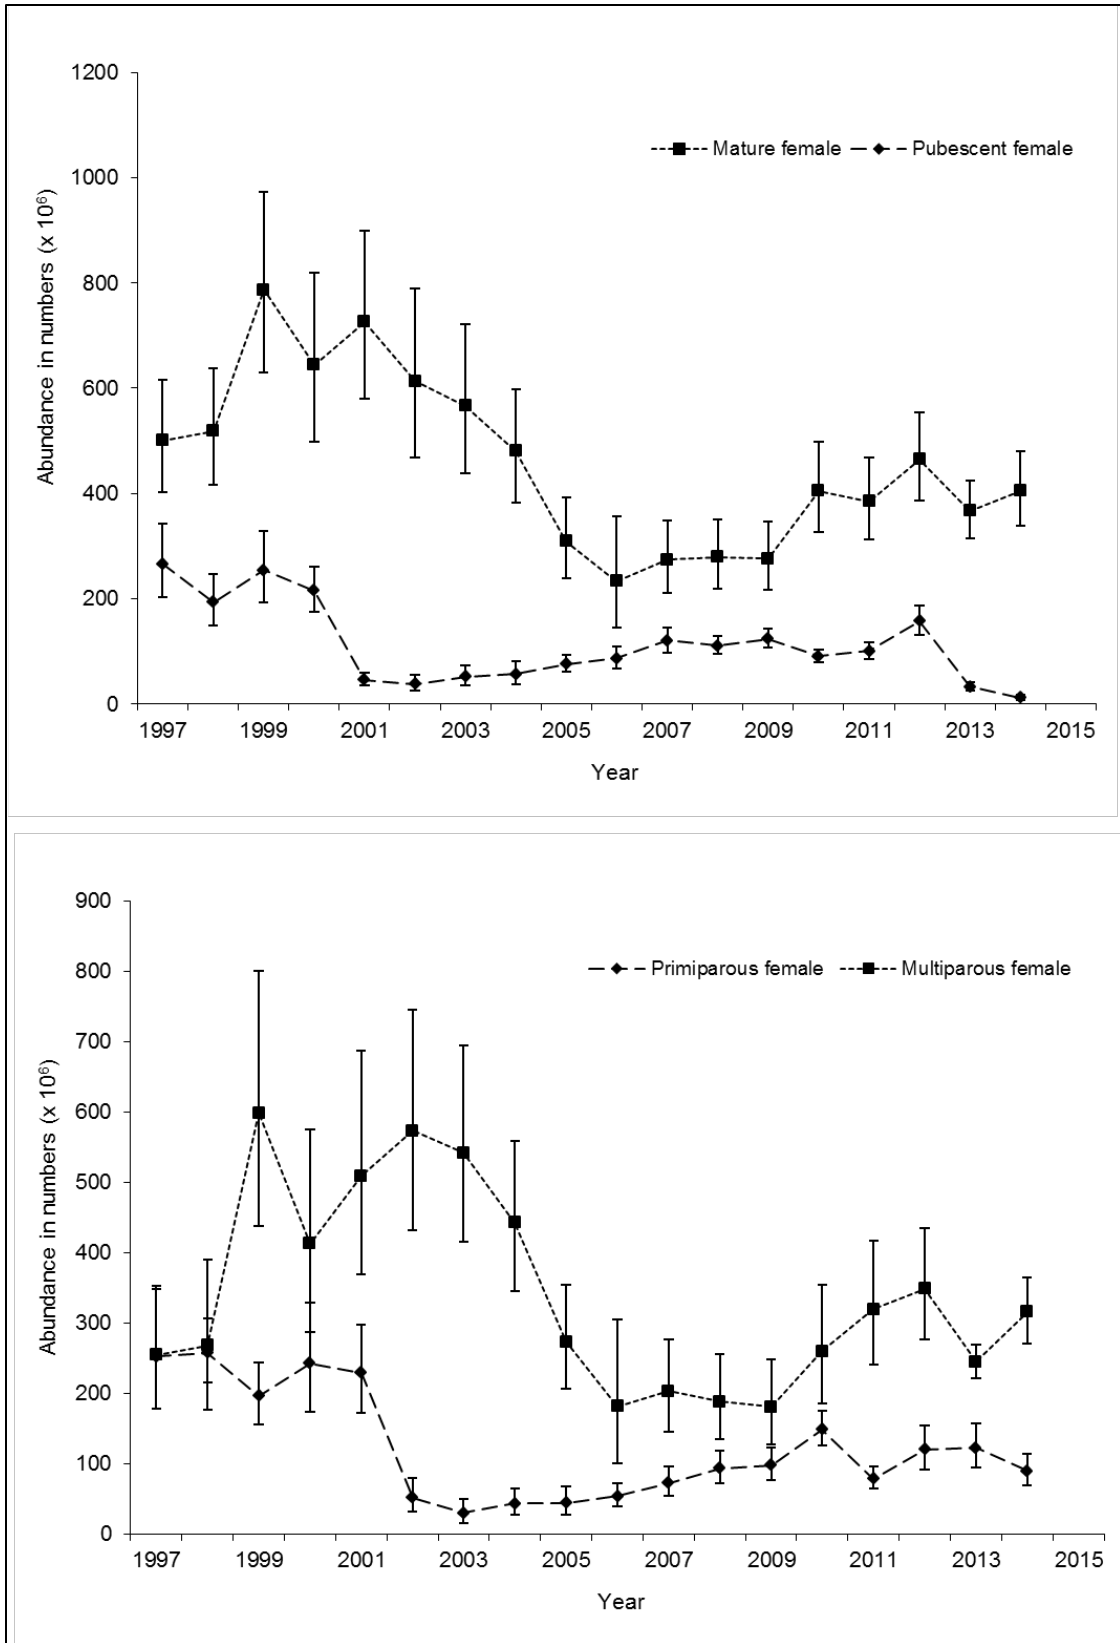 1200
1000
800
600
400
200
0
Abundance in numbers (x 10⁶)
Mature female
Pubescent female
1997 1999 2001 2003 2005 2007 2009 2011 2013 2015
Year
900
800
700
600
500
400
300
200
100
0
Abundance in numbers (x 10⁶)
Primiparous female
Multiparous female
1997 1999 2001 2003 2005 2007 2009 2011 2013 2015
Year